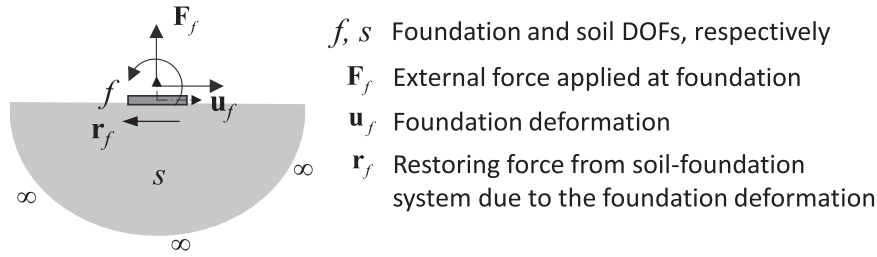 F_f
f
u_f
r_f
s
∞
∞
∞
f, s Foundation and soil DOFs, respectively
F_f External force applied at foundation
u_f Foundation deformation
r_f Restoring force from soil-foundation
system due to the foundation deformation